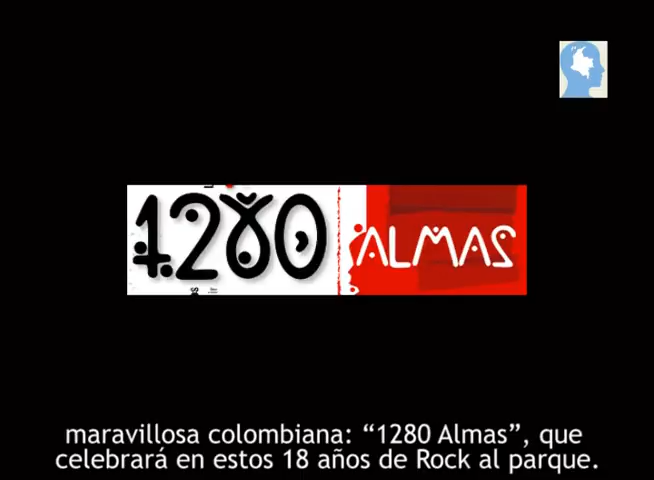 1280 ALMAS
maravillosa colombiana: “1280 Almas”, que
celebrará en estos 18 años de Rock al parque.